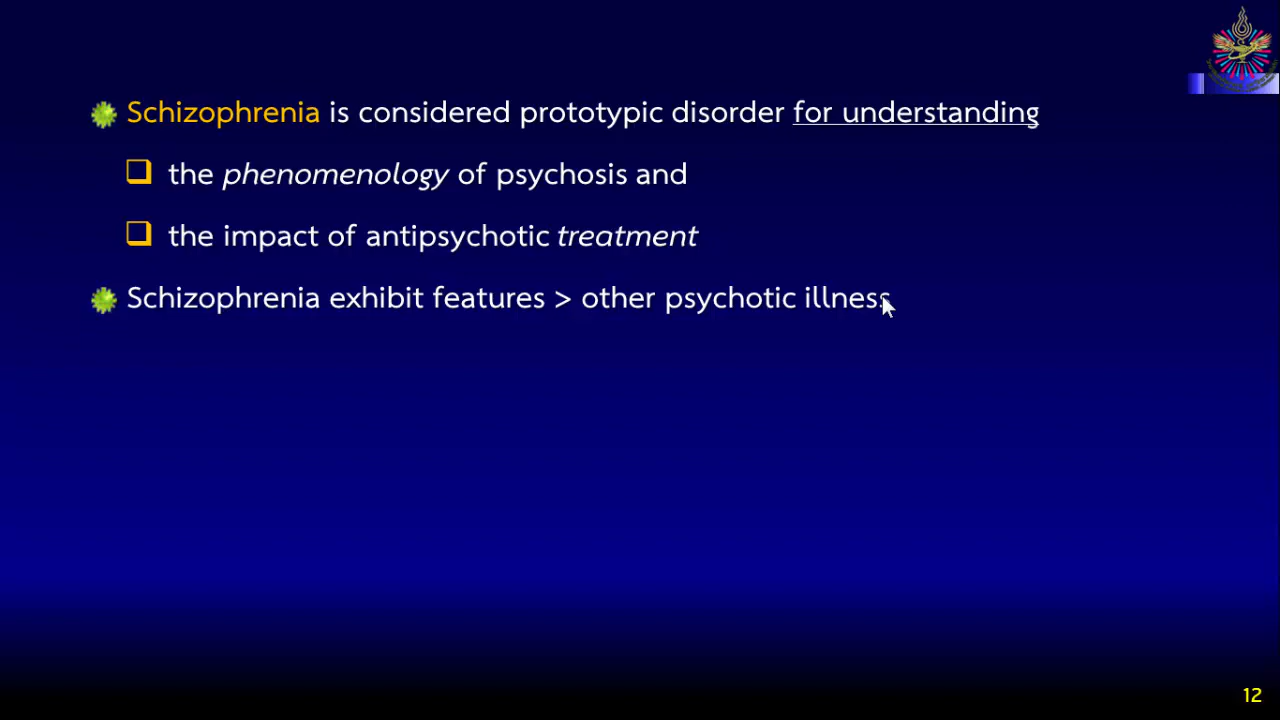 Schizophrenia is considered prototypic disorder for understanding
the phenomenology of psychosis and
the impact of antipsychotic treatment
Schizophrenia exhibit features > other psychotic illness
12